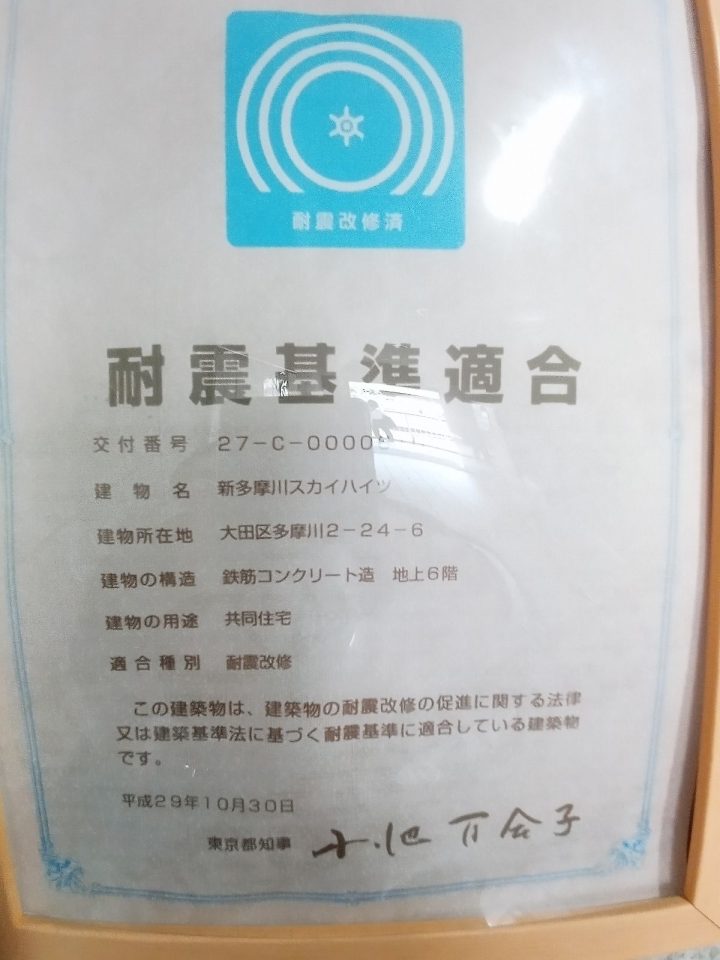 耐震改修済
耐震基準適合
交付番号 27-C-0000
建物名 新多摩川スカイハイツ
建物所在地 大田区多摩川2-24-6
建物の構造 鉄筋コンクリート造 地上6階
建物の用途 共同住宅
適合種別 耐震改修
この建築物は、建築物の耐震改修の促進に関する法律
又は建築基準法に基づく耐震基準に適合している建築物
です。
平成29年10月30日
東京都知事 小池百合子